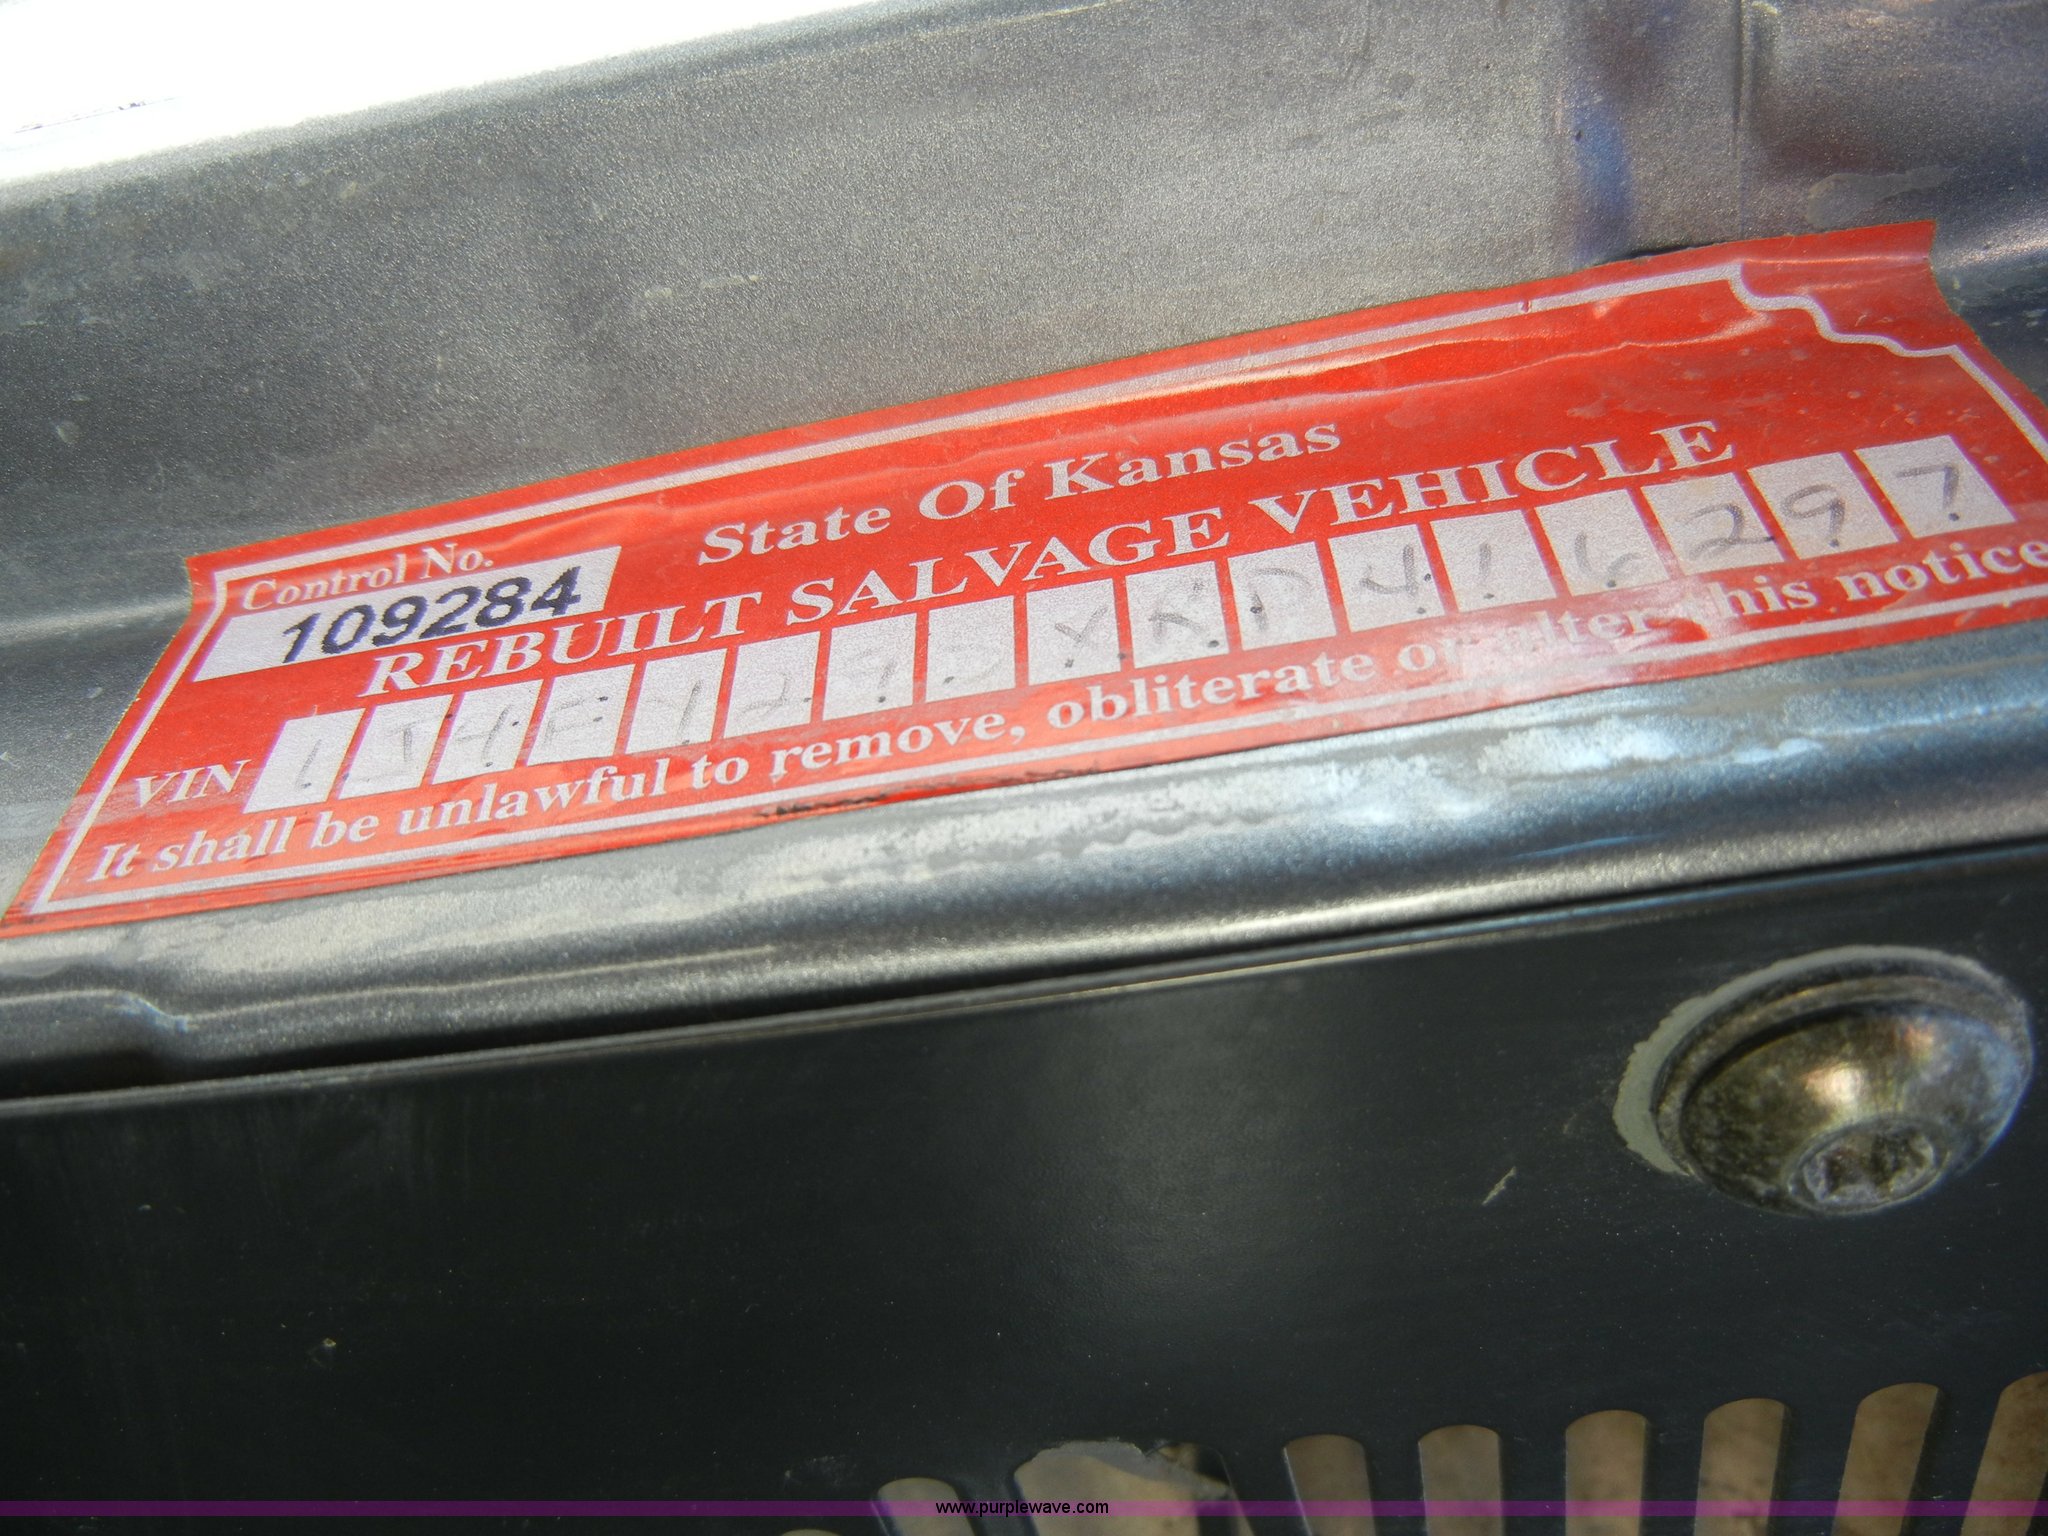 Control No.
109284
State Of Kansas
REBUILT SALVAGE VEHICLE
VIN 1J4FY29
It shall be unlawful to remove, obliterate or alter this notice
www.purplewave.com